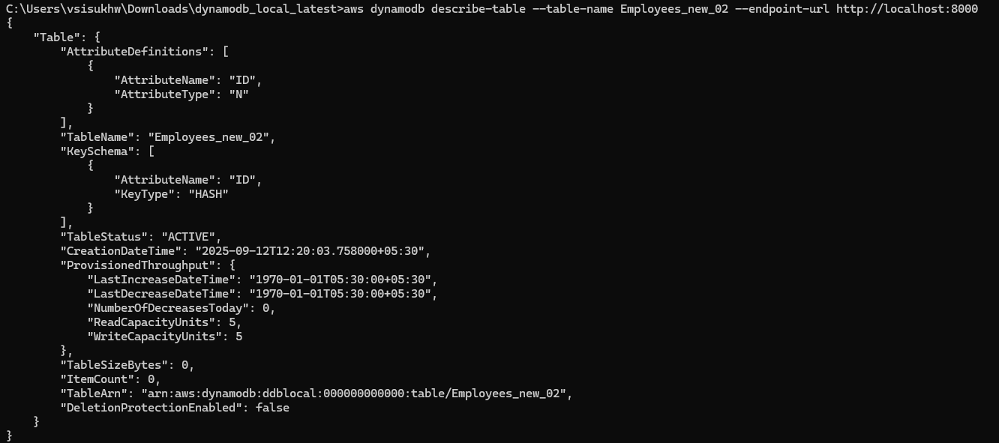 C:\Users\vsisukhw\Downloads\dynamodb_local_latest>aws dynamodb describe-table --table-name Employees_new_02 --endpoint-url http://localhost:8000
{
    "Table": {
        "AttributeDefinitions": [
            {
                "AttributeName": "ID",
                "AttributeType": "N"
            }
        ],
        "TableName": "Employees_new_02",
        "KeySchema": [
            {
                "AttributeName": "ID",
                "KeyType": "HASH"
            }
        ],
        "TableStatus": "ACTIVE",
        "CreationDateTime": "2025-09-12T12:20:03.758000+05:30",
        "ProvisionedThroughput": {
            "LastIncreaseDateTime": "1970-01-01T05:30:00+05:30",
            "LastDecreaseDateTime": "1970-01-01T05:30:00+05:30",
            "NumberOfDecreasesToday": 0,
            "ReadCapacityUnits": 5,
            "WriteCapacityUnits": 5
        },
        "TableSizeBytes": 0,
        "ItemCount": 0,
        "TableArn": "arn:aws:dynamodb:ddblocal:000000000000:table/Employees_new_02",
        "DeletionProtectionEnabled": false
    }
}